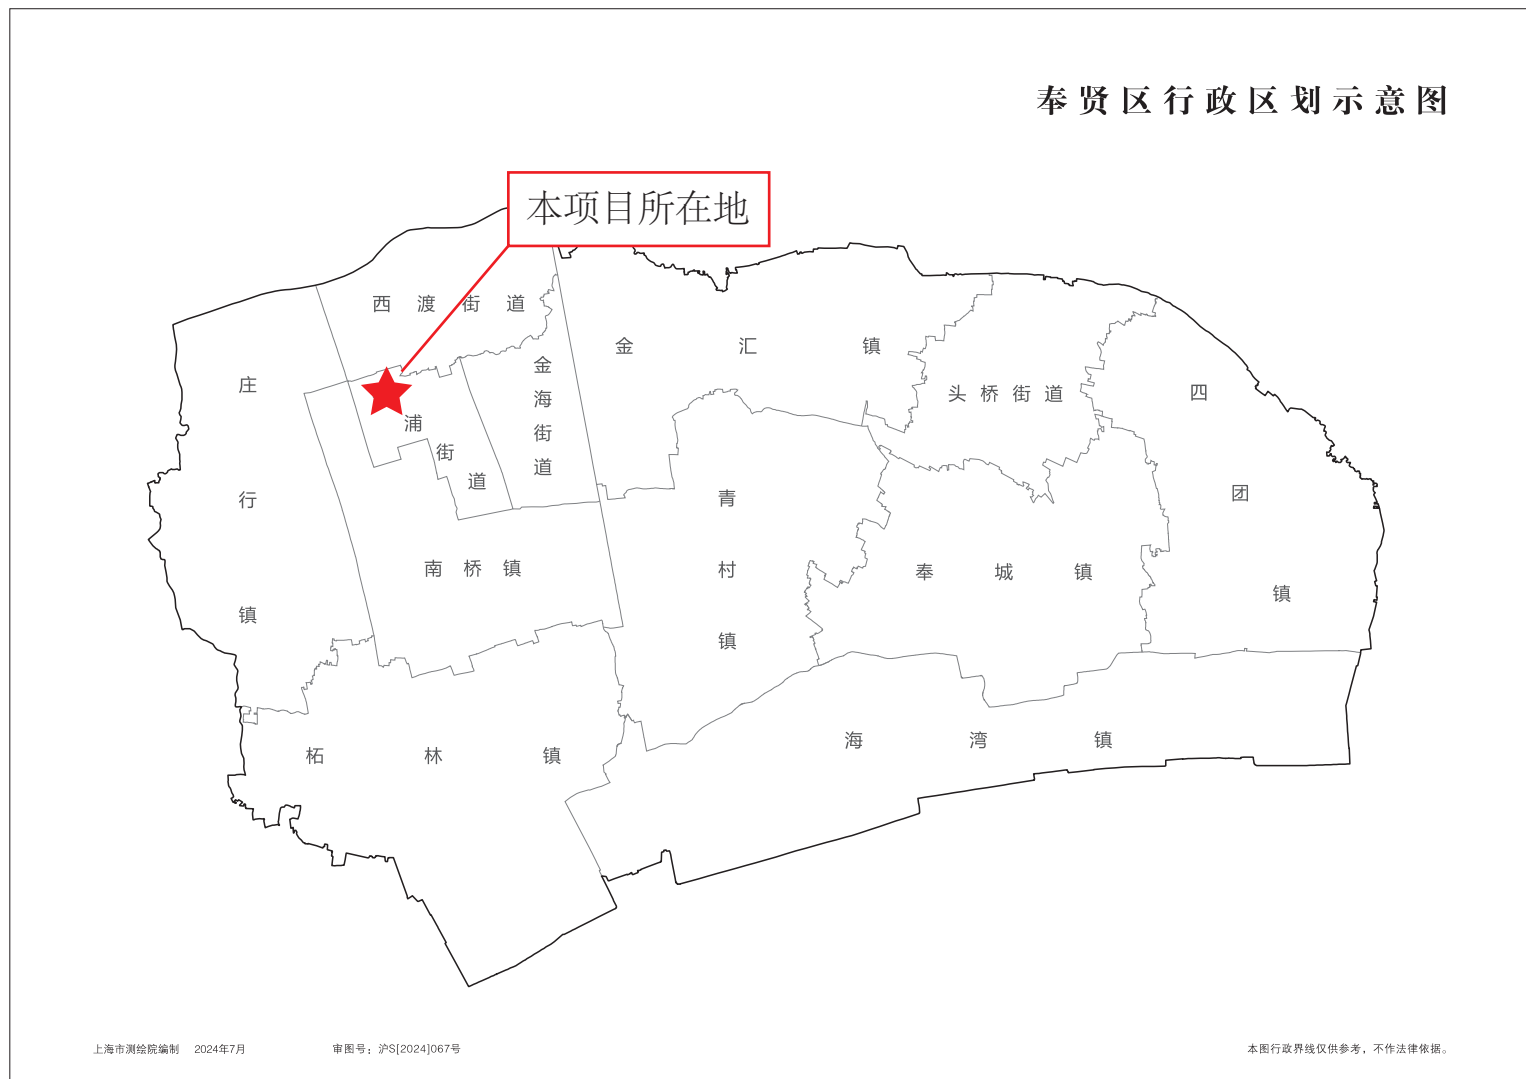 奉贤区行政区划示意图
本项目所在地
西渡街道
金海街道
金汇镇
头桥街道
四团镇
庄行镇
浦街道
南桥镇
青村镇
奉城镇
柘林镇
海湾镇
上海市测绘院编制 2024年7月 审图号：沪S[2024]067号 本图行政界线仅供参考，不作法律依据。